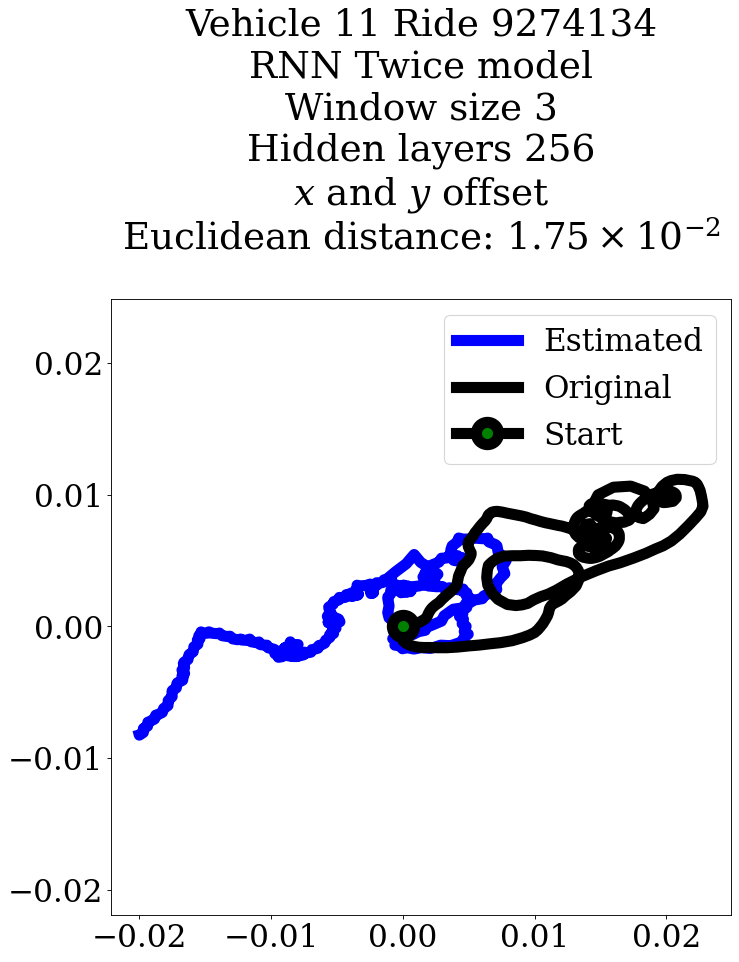 Vehicle 11 Ride 9274134
RNN Twice model
Window size 3
Hidden layers 256
x and y offset
Euclidean distance: 1.75 × 10⁻²
Estimated
Original
Start
0.02
0.01
0.00
−0.01
−0.02
−0.02 −0.01 0.00 0.01 0.02